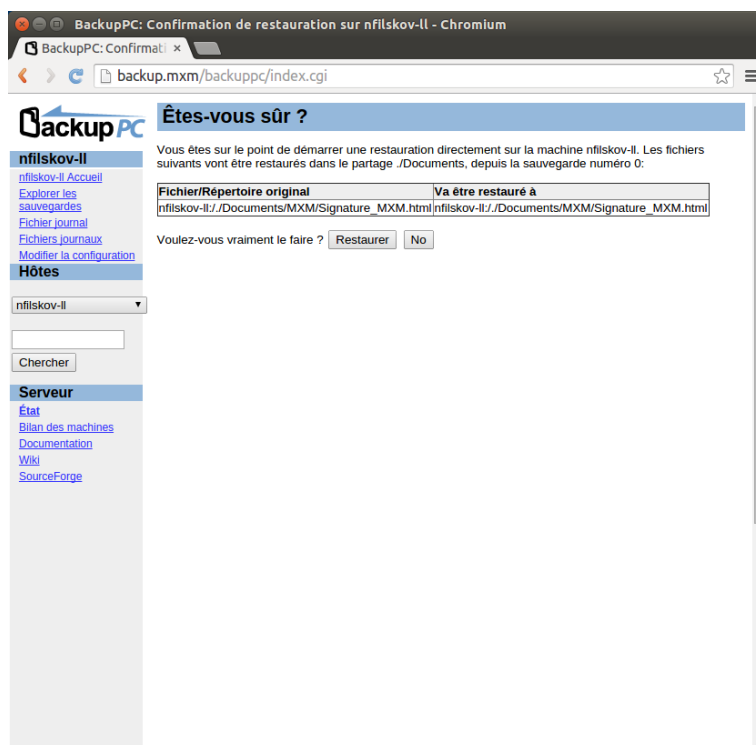 BackupPC: Confirmation de restauration sur nfilskov-ll - Chromium
BackupPC: Confirmati
backup.mxm/backuppc/index.cgi
BackupPC
Êtes-vous sûr ?
Vous êtes sur le point de démarrer une restauration directement sur la machine nfilskov-ll. Les fichiers
suivants vont être restaurés dans le partage ./Documents, depuis la sauvegarde numéro 0:
Fichier/Répertoire original Va être restauré à
nfilskov-ll:/./Documents/MXM/Signature_MXM.html nfilskov-ll:/./Documents/MXM/Signature_MXM.html
Voulez-vous vraiment le faire ? Restaurer No
nfilskov-ll
nfilskov-ll Accueil
Explorer les
sauvegardes
Fichier journal
Fichiers journaux
Modifier la configuration
Hôtes
nfilskov-ll
Chercher
Serveur
État
Bilan des machines
Documentation
Wiki
SourceForge